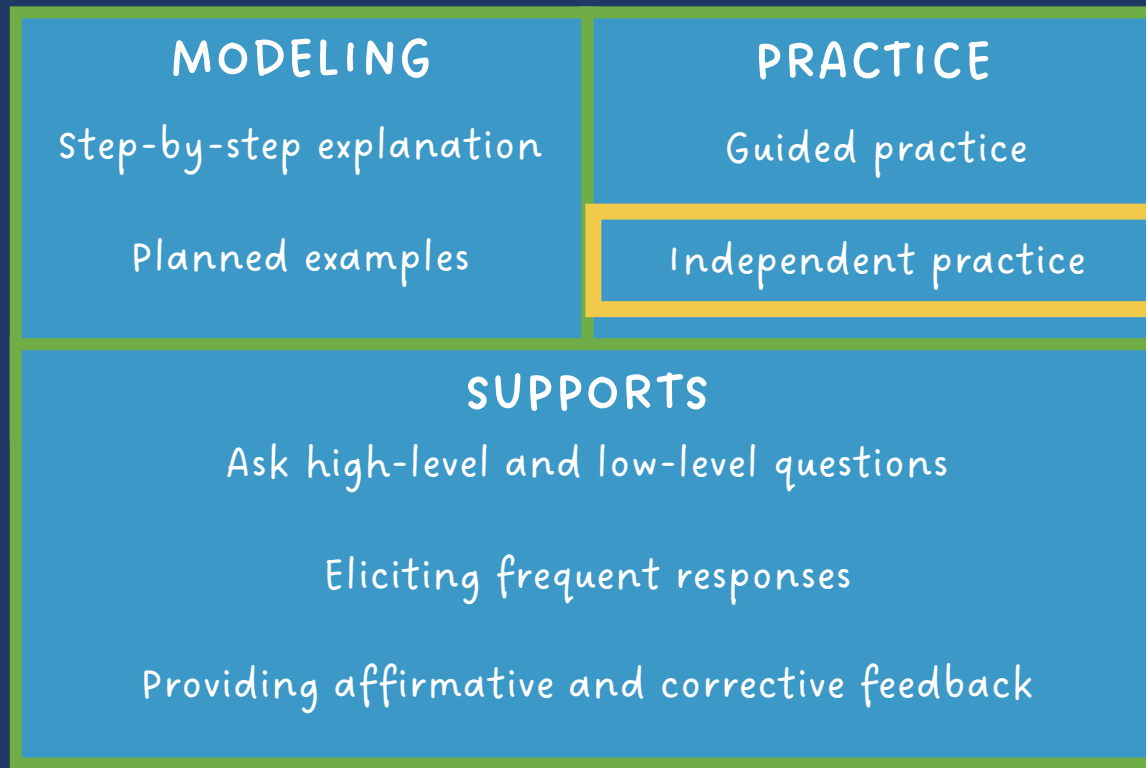 MODELING
Step-by-step explanation
Planned examples
PRACTICE
Guided practice
Independent practice
SUPPORTS
Ask high-level and low-level questions
Eliciting frequent responses
Providing affirmative and corrective feedback